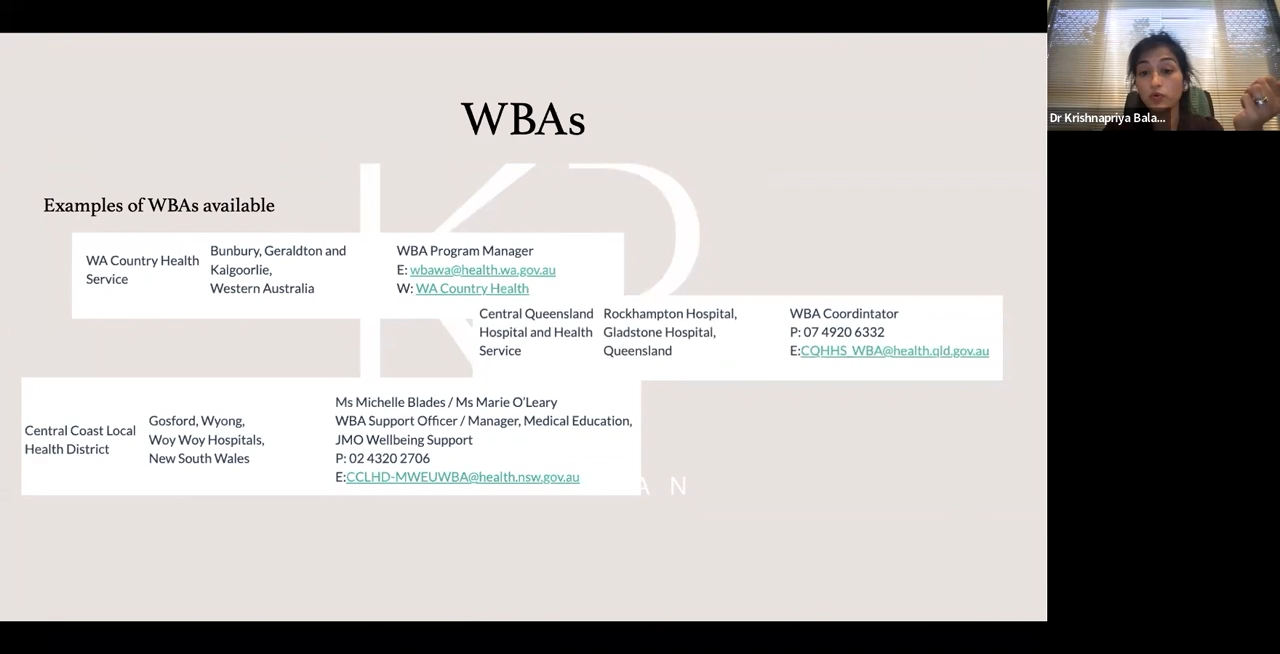 WBAs
Examples of WBAs available
WA Country Health
Service
Bunbury, Geraldton and
Kalgoorlie,
Western Australia
WBA Program Manager
E: wbawa@health.wa.gov.au
W: WA Country Health
Central Queensland
Hospital and Health
Service
Rockhampton Hospital,
Gladstone Hospital,
Queensland
WBA Coordintator
P: 07 4920 6332
E:CQHHS_WBA@health.qld.gov.au
Central Coast Local
Health District
Gosford, Wyong,
Woy Woy Hospitals,
New South Wales
Ms Michelle Blades / Ms Marie O’Leary
WBA Support Officer / Manager, Medical Education,
JMO Wellbeing Support
P: 02 4320 2706
E:CCLHD-MWEUWBA@health.nsw.gov.au
A N
Dr Krishnapriya Bala...